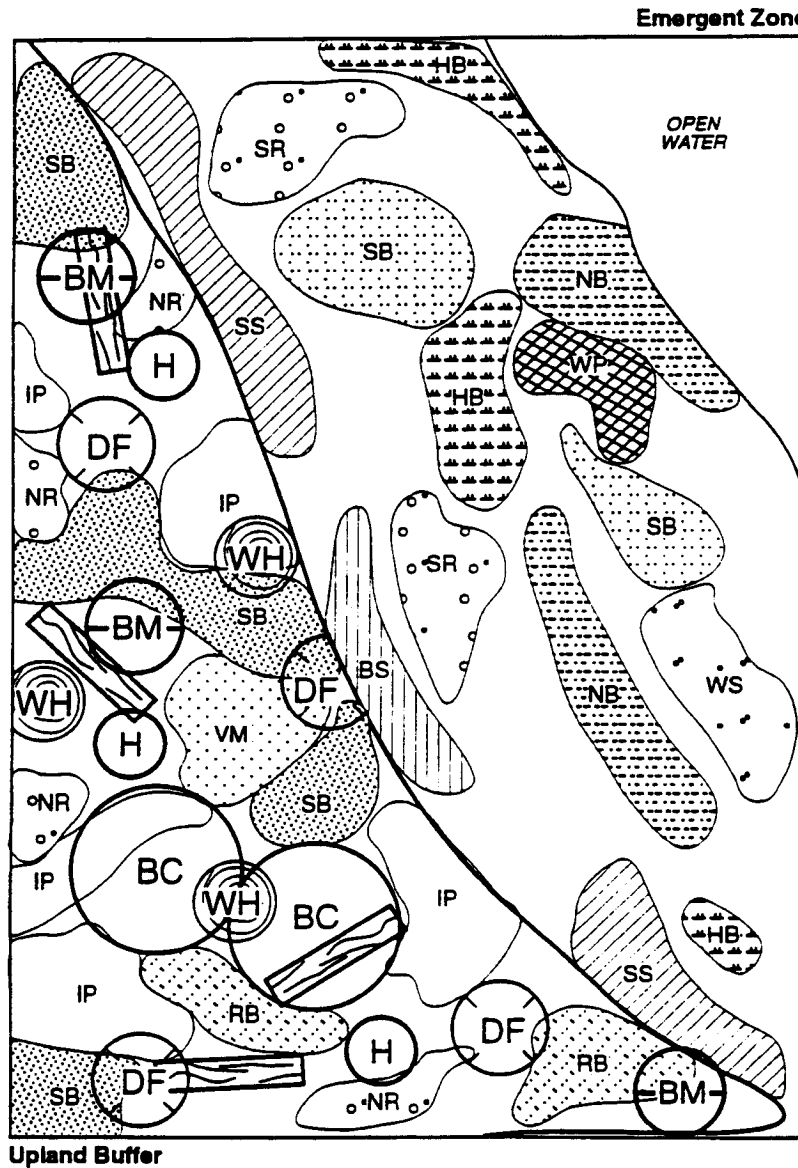 Emergent Zone
HB
OPEN
WATER
SR
SB
SB
NB
BM
NR
SS
H
WP
IP
HB
DF
NR
IP
SB
WH
SR
SB
BM
DF
BS
WS
WH
NB
VM
H
NR
SB
BC
IP
IP
WH
BC
HB
SS
IP
RB
DF
H
RB
DF
BM
SB
NR
Upland Buffer